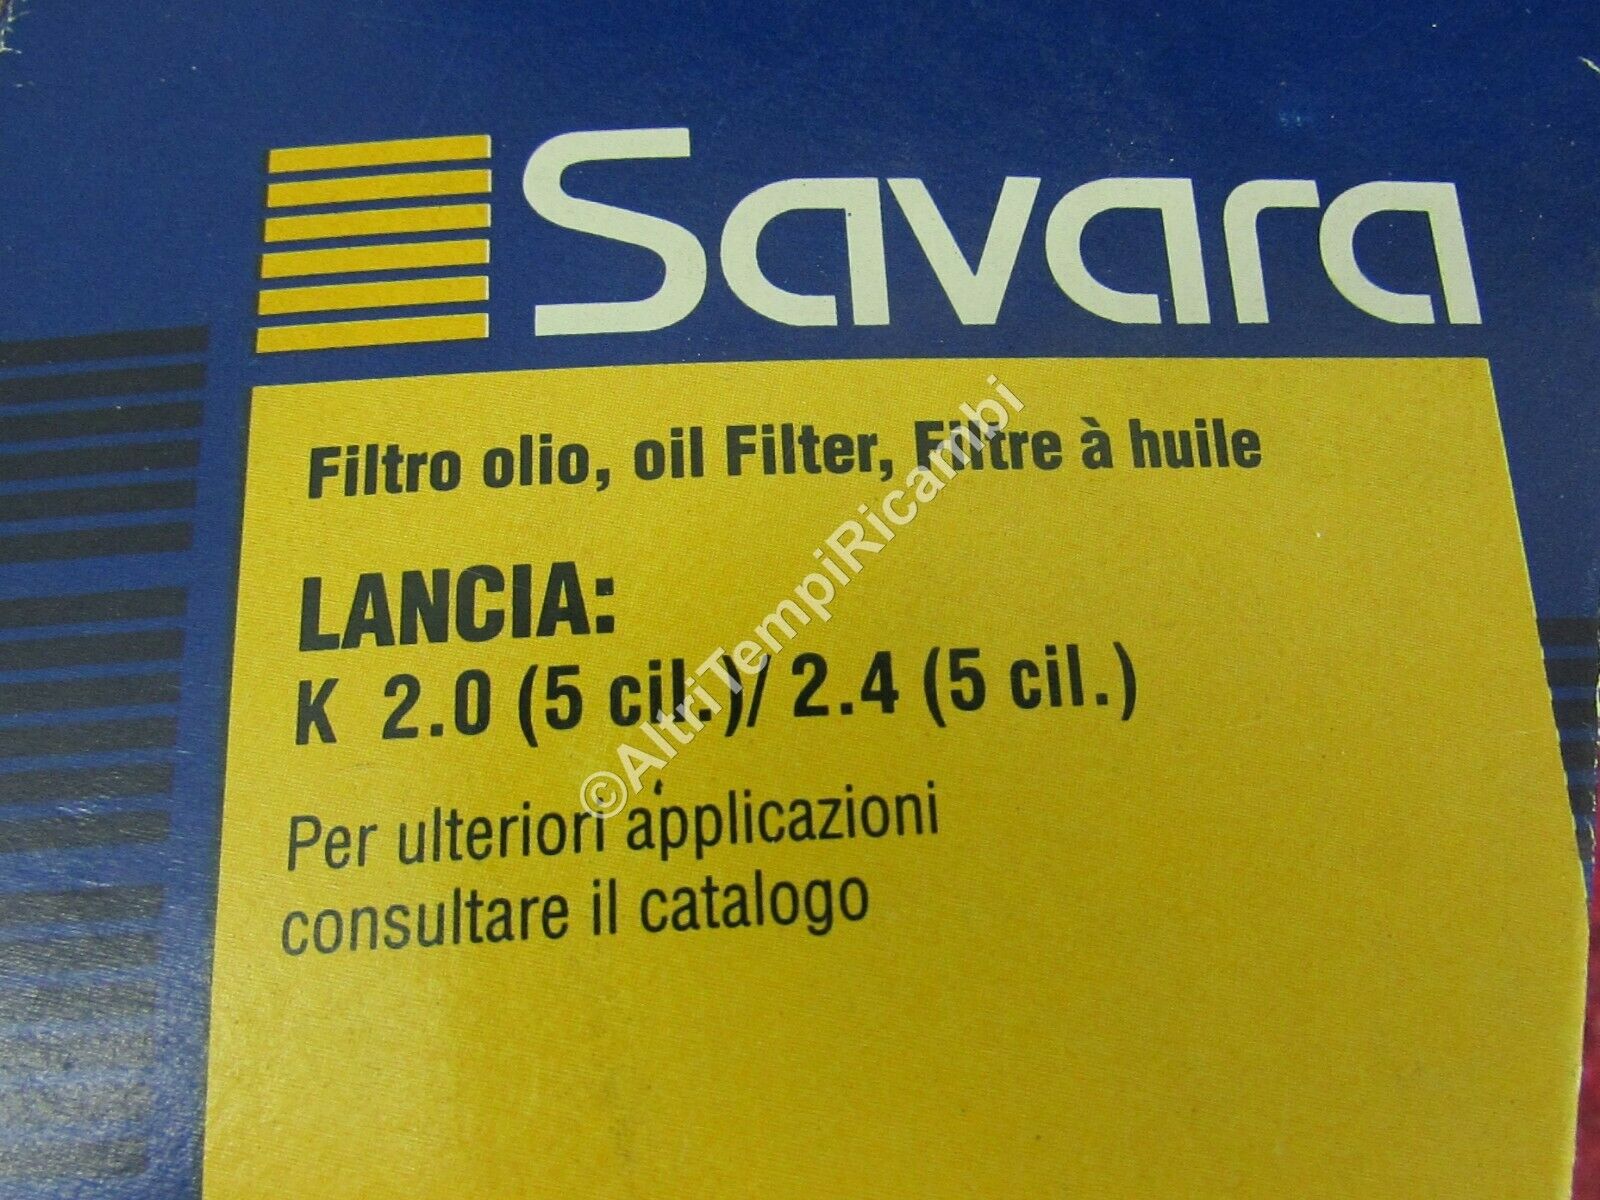 Savara
Filtro olio, oil Filter, Filtre à huile
LANCIA:
K 2.0 (5 cil.)/ 2.4 (5 cil.)
Per ulteriori applicazioni
consultare il catalogo
©AltriTempiRicambi